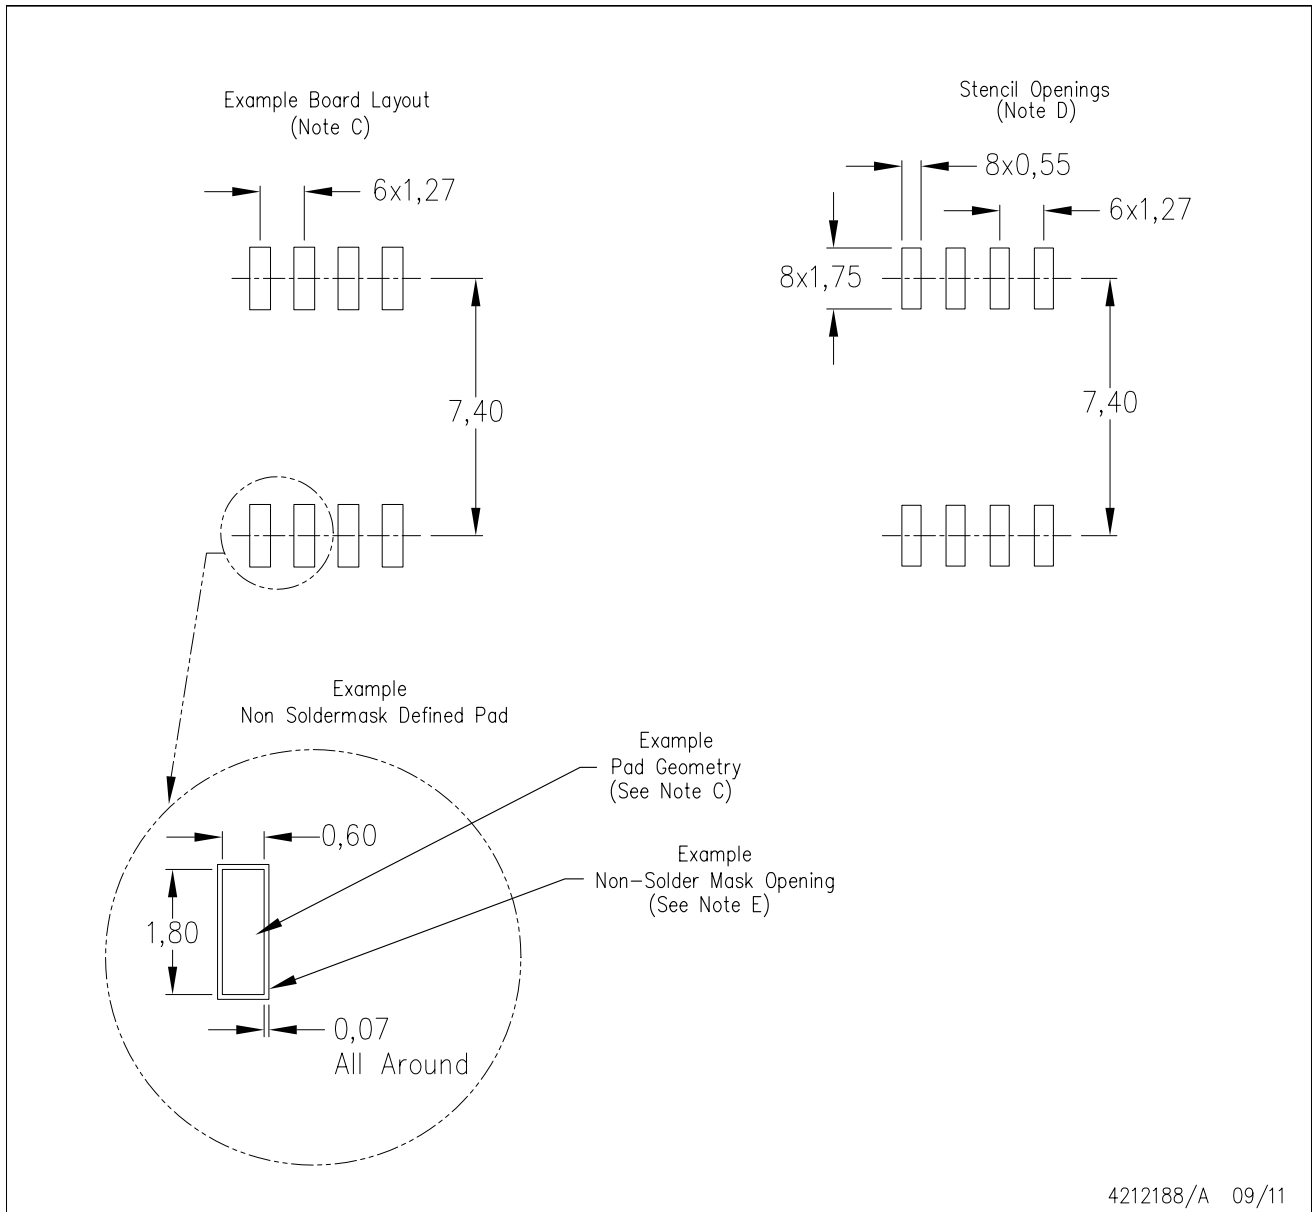 Example Board Layout
(Note C)
6x1,27
7,40
Stencil Openings
(Note D)
8x0,55
6x1,27
8x1,75
7,40
Example
Non Soldermask Defined Pad
Example
Pad Geometry
(See Note C)
0,60
Example
Non-Solder Mask Opening
(See Note E)
1,80
0,07
All Around
4212188/A 09/11